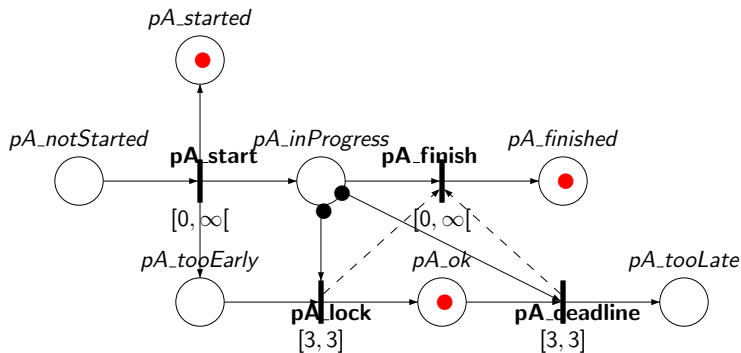 pA_started
pA_notStarted
pA_start
pA_inProgress
pA_finish
pA_finished
[0, ∞[
[0, ∞[
pA_tooEarly
pA_ok
pA_tooLate
pA_lock
pA_deadline
[3, 3]
[3, 3]